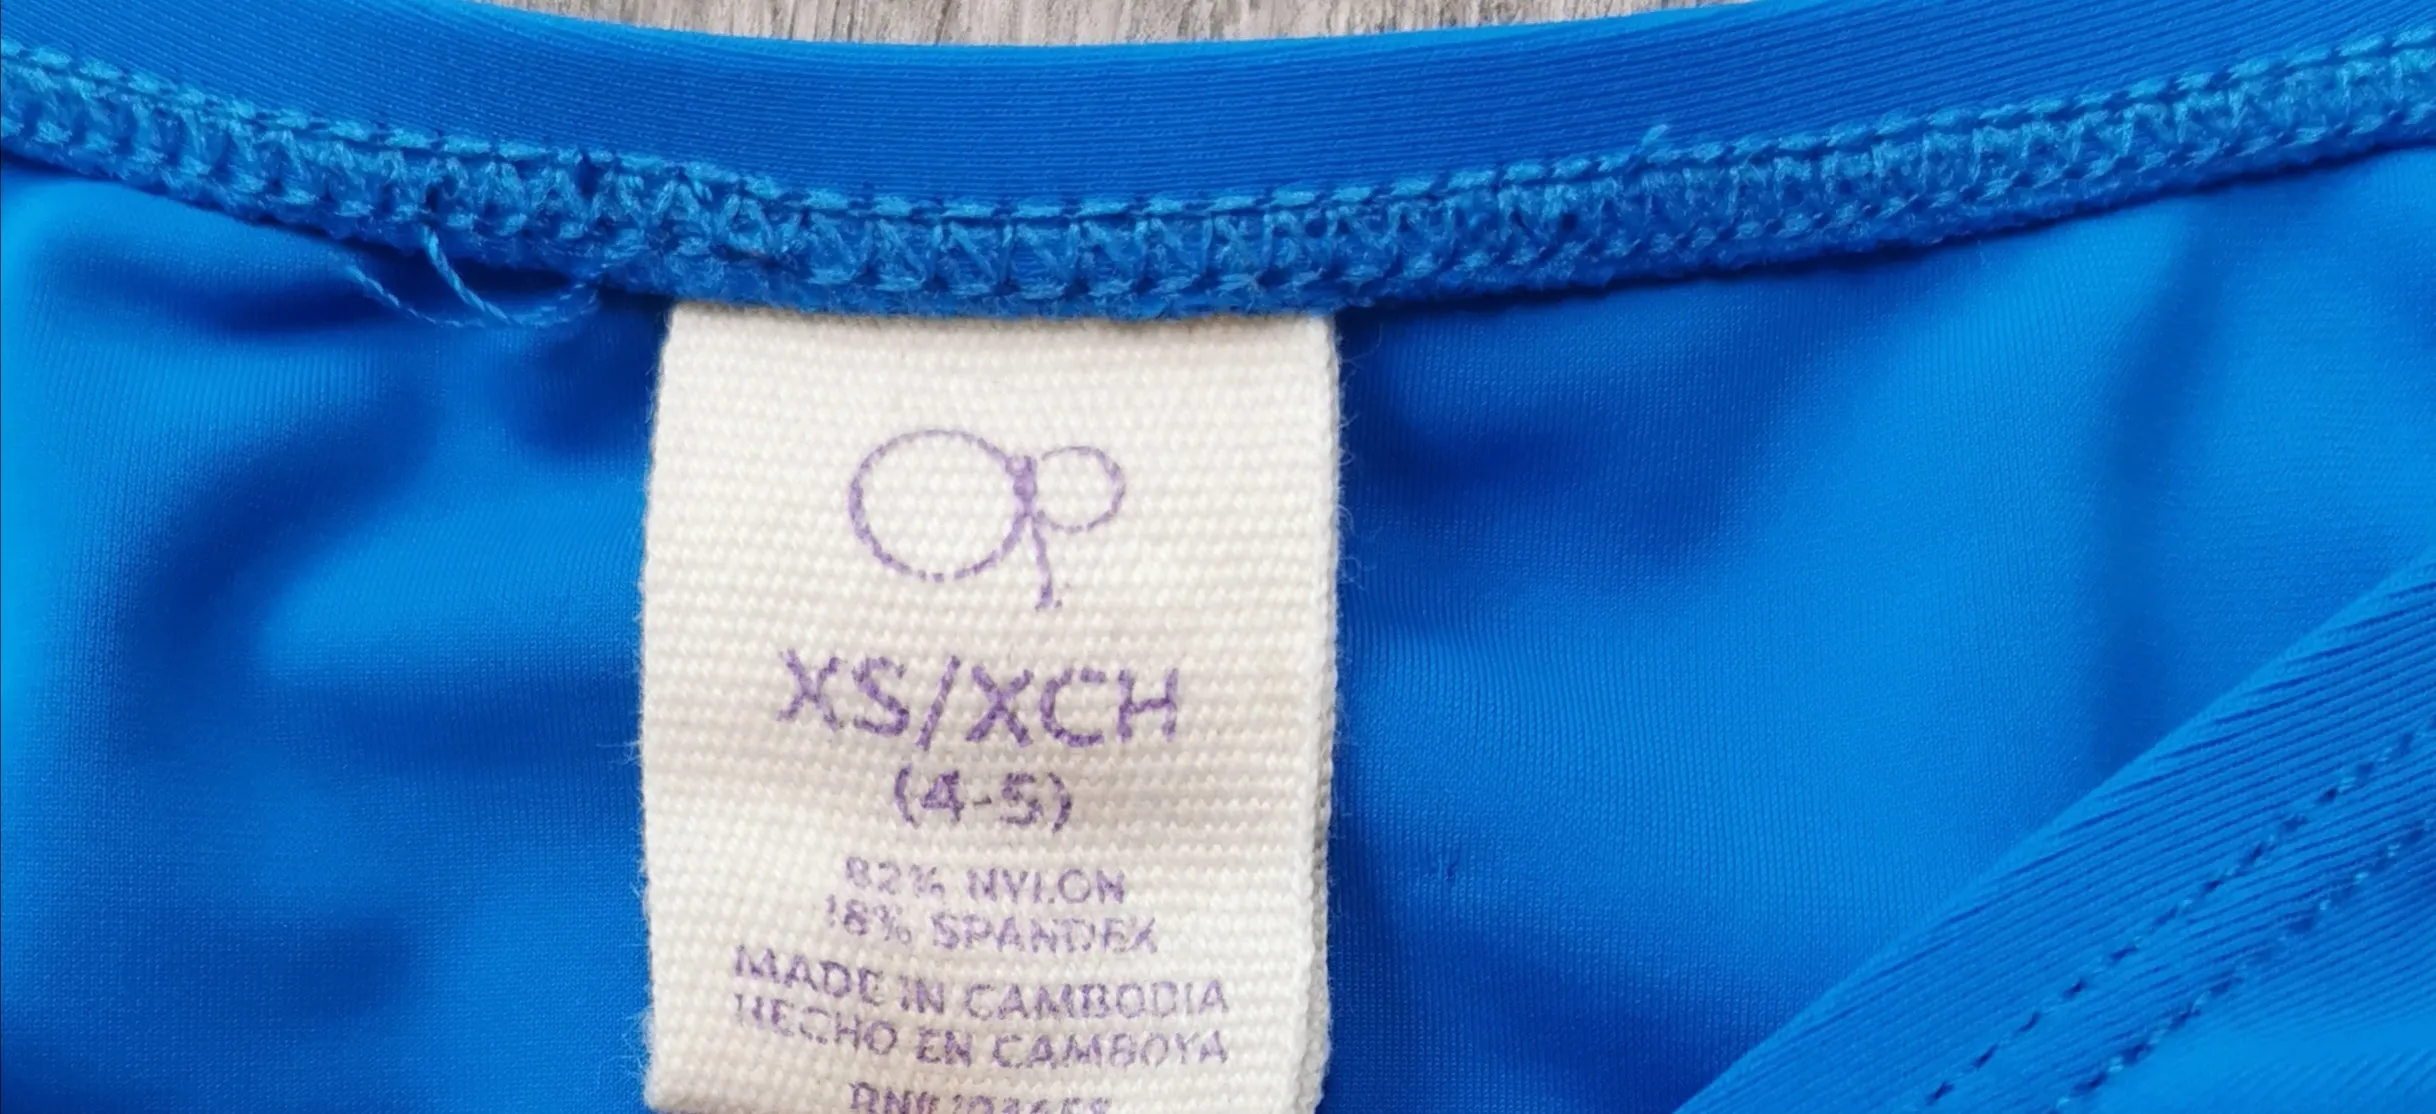 op
XS/XCH
(4-5)
82% NYLON
18% SPANDEX
MADE IN CAMBODIA
HECHO EN CAMBOYA